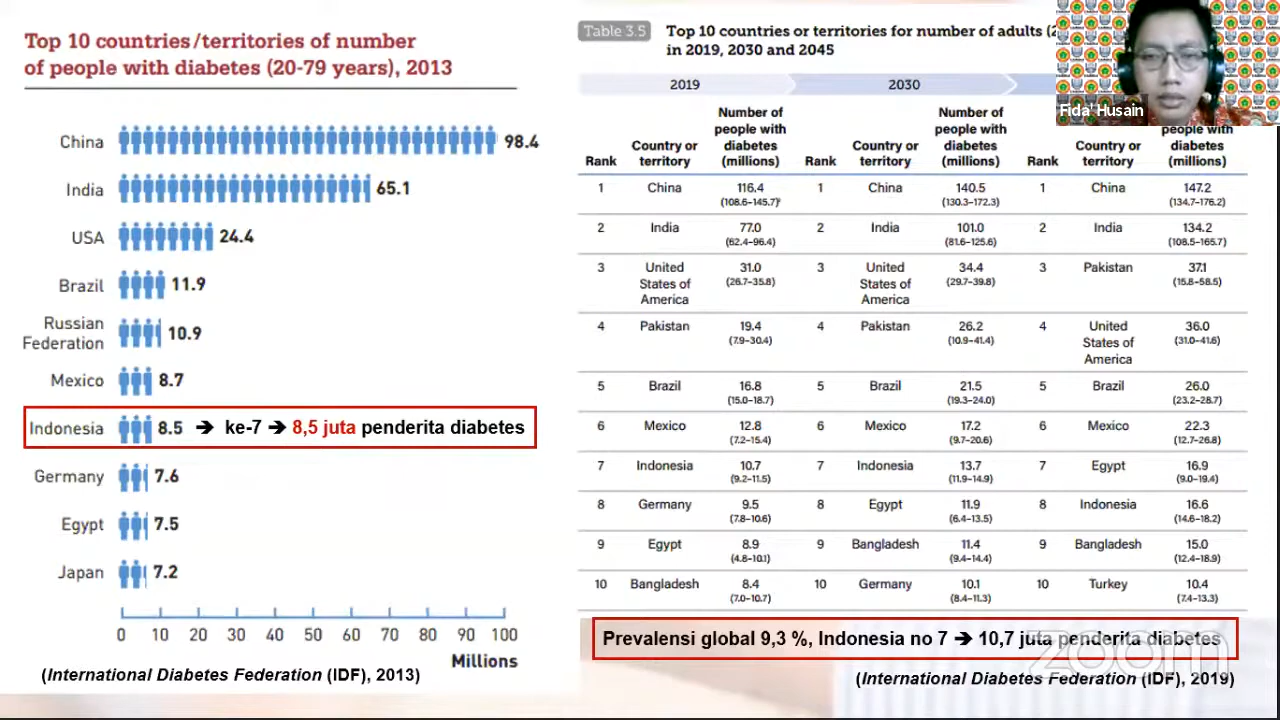 Top 10 countries/territories of number
of people with diabetes (20-79 years), 2013
China 98.4
India 65.1
USA 24.4
Brazil 11.9
Russian
Federation 10.9
Mexico 8.7
Indonesia 8.5 ➔ ke-7 ➔ 8,5 juta penderita diabetes
Germany 7.6
Egypt 7.5
Japan 7.2
0 10 20 30 40 50 60 70 80 90 100
Millions
(International Diabetes Federation (IDF), 2013)
Table 3.5 Top 10 countries or territories for number of adults
in 2019, 2030 and 2045
2019 2030
Number of Number of
people with people with people with
Country or diabetes Country or diabetes Country or diabetes
Rank territory (millions) Rank territory (millions) Rank territory (millions)
1 China 116.4 1 China 140.5 1 China 147.2
(108.6–145.7) (130.3–172.3) (134.7–176.2)
2 India 77.0 2 India 101.0 2 India 134.2
(62.4–96.4) (81.6–125.6) (108.5–165.7)
3 United 31.0 3 United 34.4 3 Pakistan 37.1
States of (26.7–35.8) States of (29.7–39.8) (15.8–58.5)
America America
4 Pakistan 19.4 4 Pakistan 26.2 4 United 36.0
(7.9–30.4) (10.9–41.4) States of (31.0–41.6)
America
5 Brazil 16.8 5 Brazil 21.5 5 Brazil 26.0
(15.0–18.7) (19.3–24.0) (23.2–28.7)
6 Mexico 12.8 6 Mexico 17.2 6 Mexico 22.3
(7.2–15.4) (9.7–20.6) (12.7–26.8)
7 Indonesia 10.7 7 Indonesia 13.7 7 Egypt 16.9
(9.2–11.5) (11.9–14.9) (9.0–19.4)
8 Germany 9.5 8 Egypt 11.9 8 Indonesia 16.6
(7.8–10.6) (6.4–13.5) (14.6–18.2)
9 Egypt 8.9 9 Bangladesh 11.4 9 Bangladesh 15.0
(4.8–10.1) (9.4–14.4) (12.4–18.9)
10 Bangladesh 8.4 10 Germany 10.1 10 Turkey 10.4
(7.0–10.7) (8.4–11.3) (7.4–13.3)
Prevalensi global 9,3 %, Indonesia no 7 ➔ 10,7 juta penderita diabetes
(International Diabetes Federation (IDF), 2019)
zoom
Fida' Husain